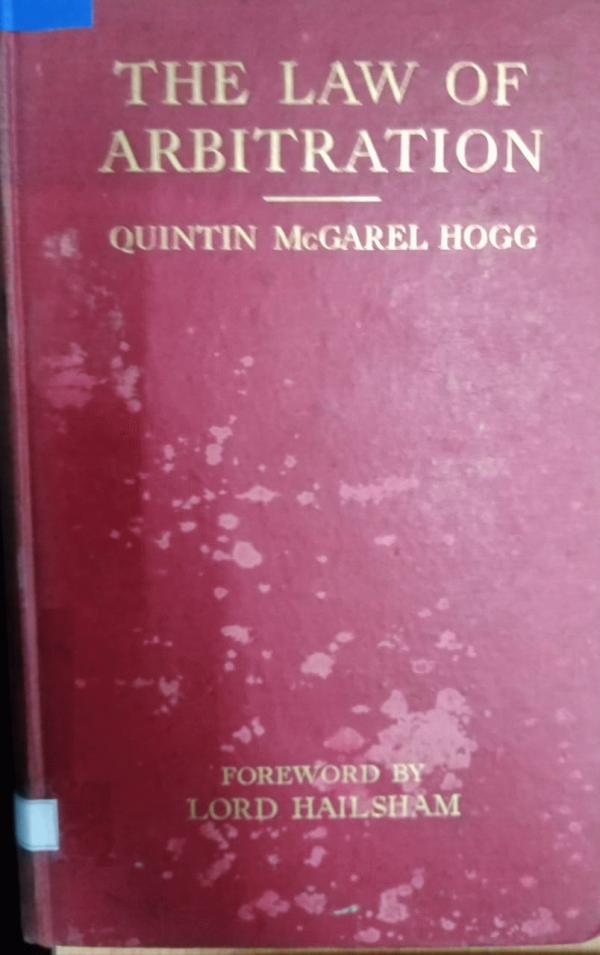 THE LAW OF
ARBITRATION
QUINTIN McGAREL HOGG
FOREWORD BY
LORD HAILSHAM